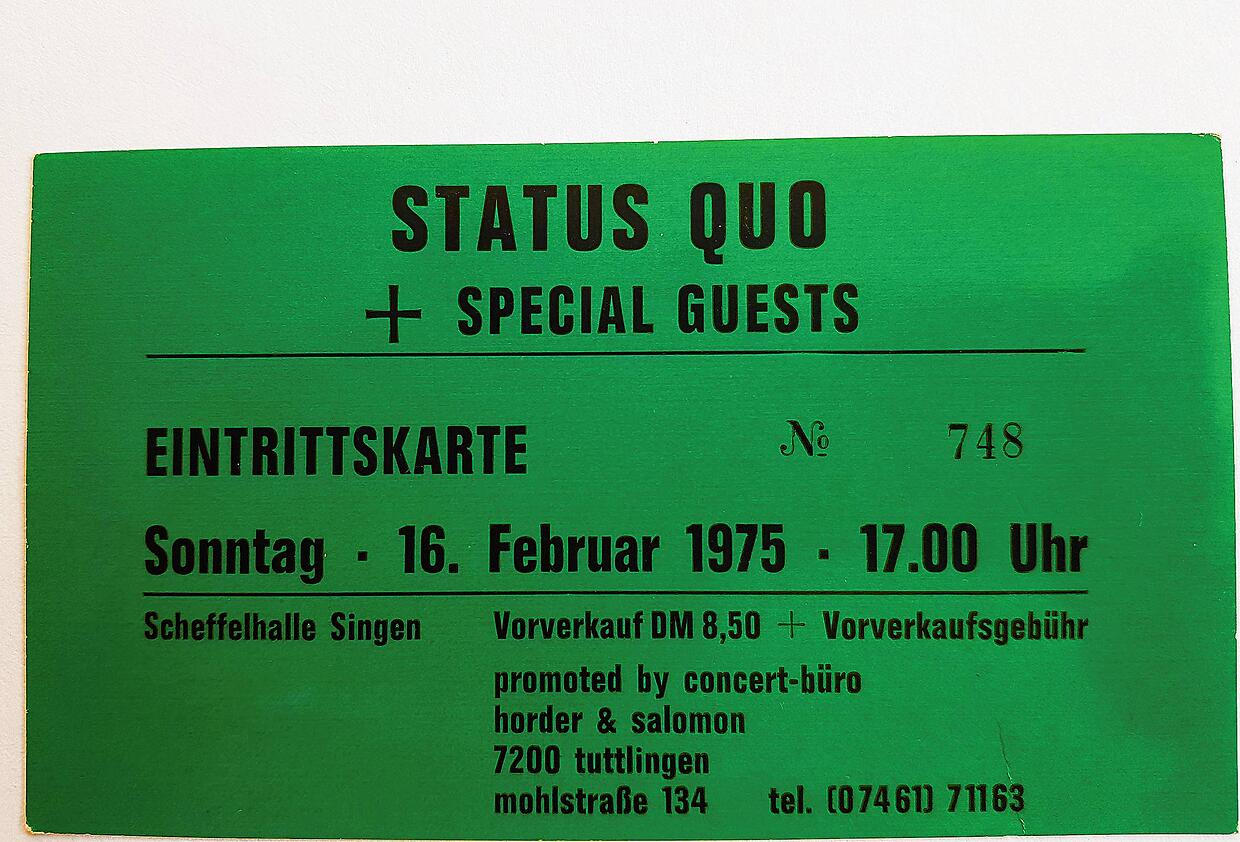 STATUS QUO
+ SPECIAL GUESTS
EINTRITTSKARTE № 748
Sonntag · 16. Februar 1975 · 17.00 Uhr
Scheffelhalle Singen Vorverkauf DM 8,50 + Vorverkaufsgebühr
promoted by concert-büro
horder & salomon
7200 tuttlingen
mohlstraße 134 tel. (07461) 71163